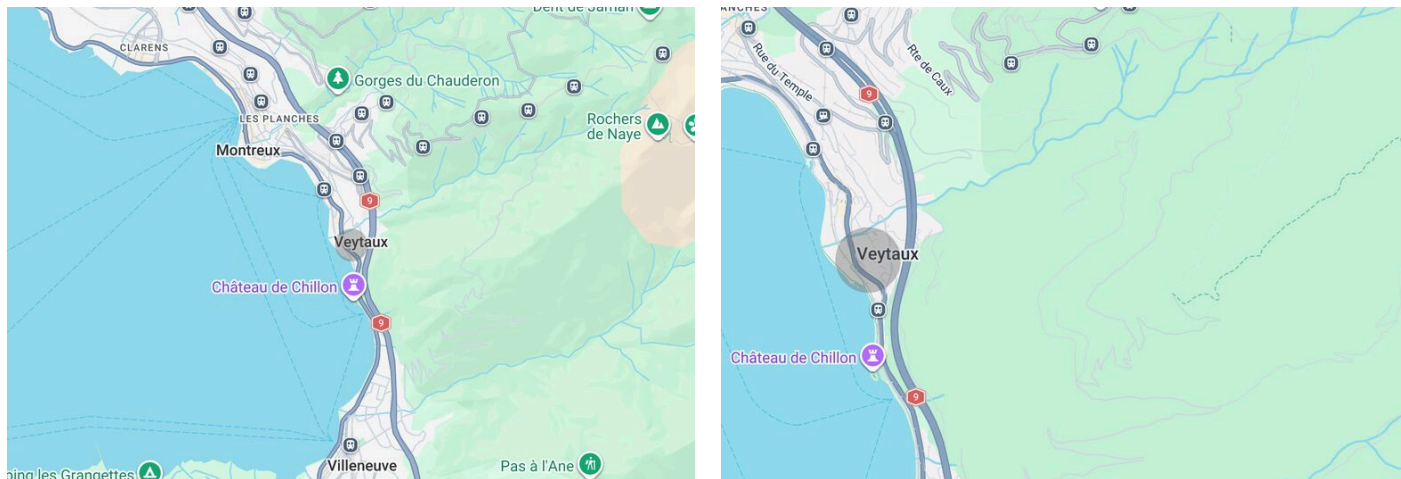 Dent de Jaman
CLARENS
Gorges du Chauderon
LES PLANCHES
Rochers
de Naye
Montreux
9
Veytaux
Château de Chillon
9
Villeneuve
Pas à l'Ane
ping les Grangettes
ANCHES
Rue du Temple
Rte de Caux
9
Veytaux
Château de Chillon
9